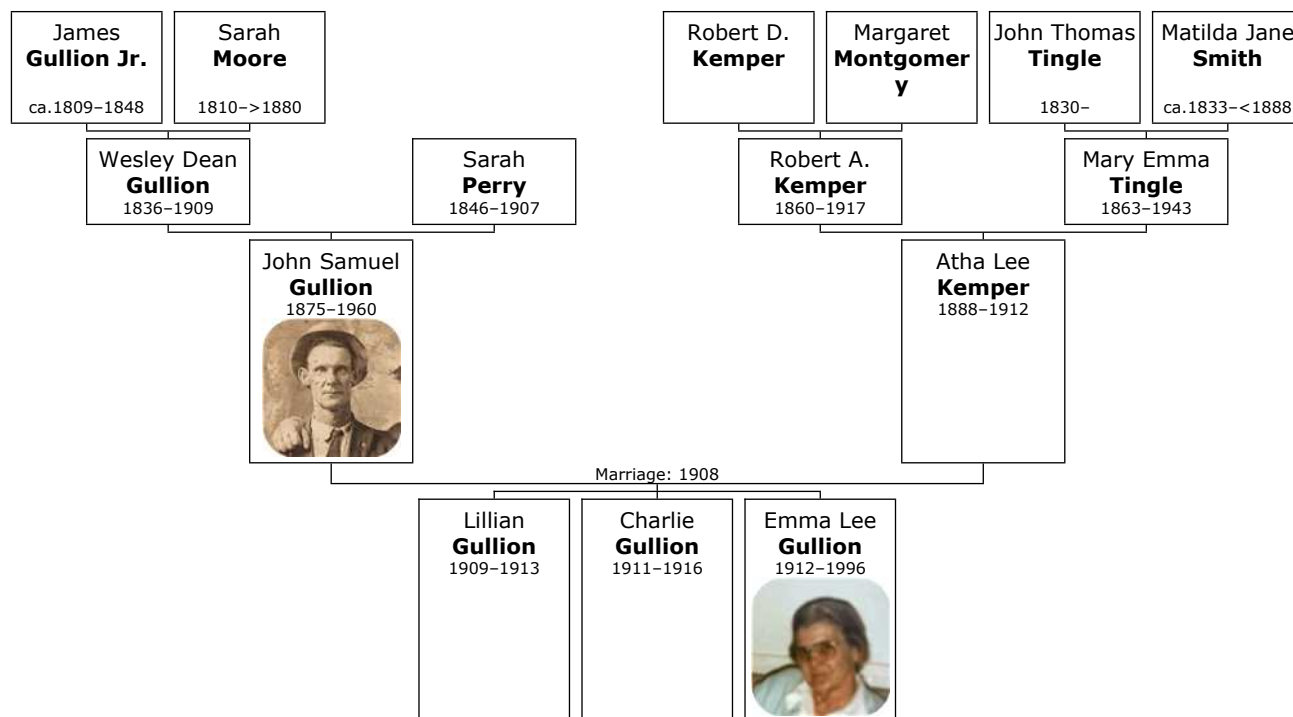 James
Gullion Jr.
ca.1809–1848
Sarah
Moore
1810–>1880
Robert D.
Kemper
Margaret
Montgomer
y
John Thomas
Tingle
1830–
Matilda Jane
Smith
ca.1833–<1888
Wesley Dean
Gullion
1836–1909
Sarah
Perry
1846–1907
Robert A.
Kemper
1860–1917
Mary Emma
Tingle
1863–1943
John Samuel
Gullion
1875–1960
Atha Lee
Kemper
1888–1912
Marriage: 1908
Lillian
Gullion
1909–1913
Charlie
Gullion
1911–1916
Emma Lee
Gullion
1912–1996